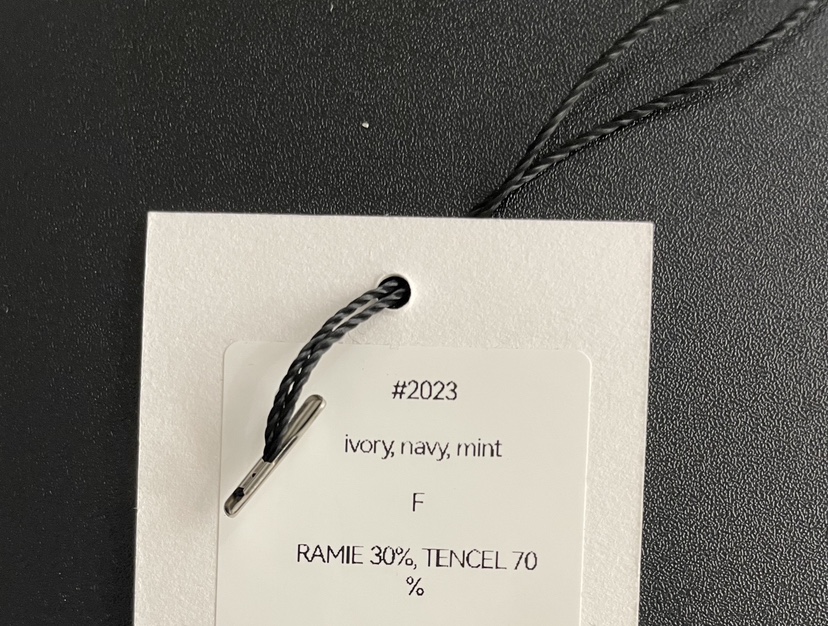 #2023
ivory, navy, mint
F
RAMIE 30%, TENCEL 70
%